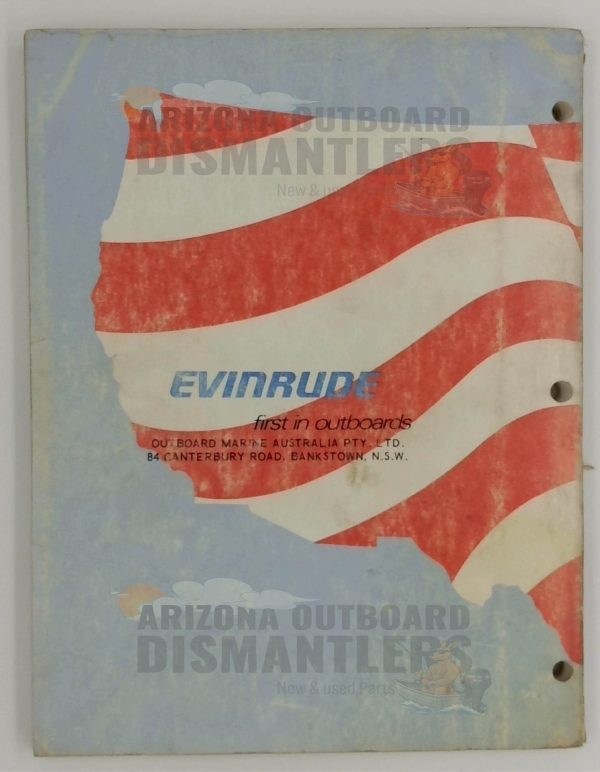 ARIZONA OUTBOARD
DISMANTLERS
New & used Parts
EVINRUDE
first in outboards
OUTBOARD MARINE AUSTRALIA PTY. LTD.
84 CANTERBURY ROAD, BANKSTOWN, N.S.W.
ARIZONA OUTBOARD
DISMANTLERS
New & used Parts